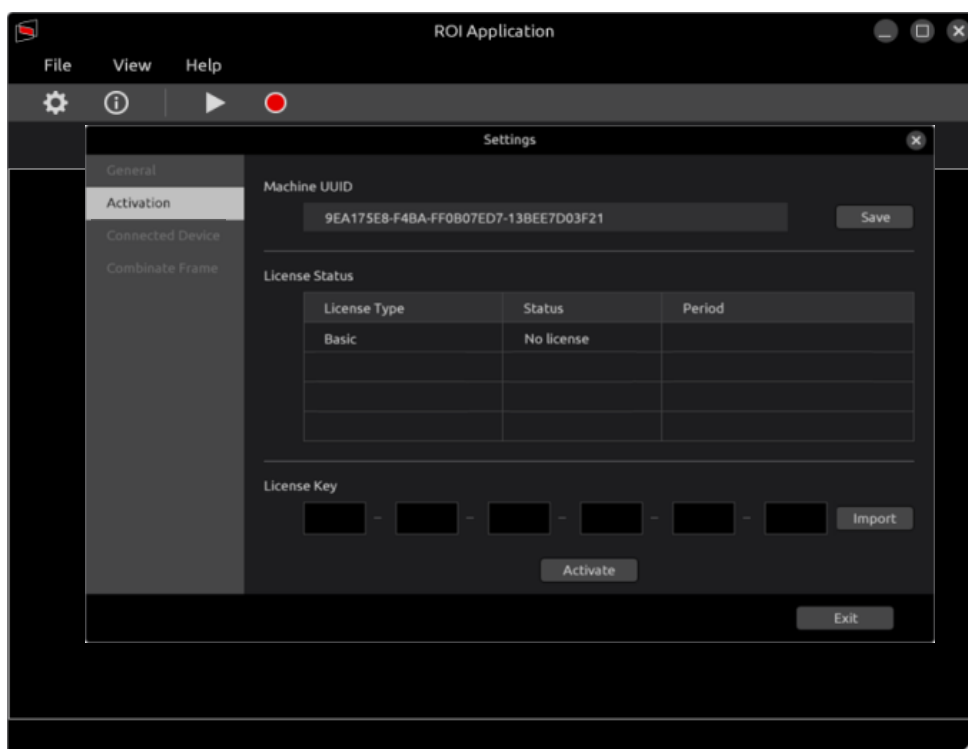 ROI Application
File View Help
Settings
General
Activation
Connected Device
Combinate Frame
Machine UUID
9EA175E8-F4BA-FF0B07ED7-13BEE7D03F21
Save
License Status
License Type Status Period
Basic No license
License Key
- - - - -
Import
Activate
Exit